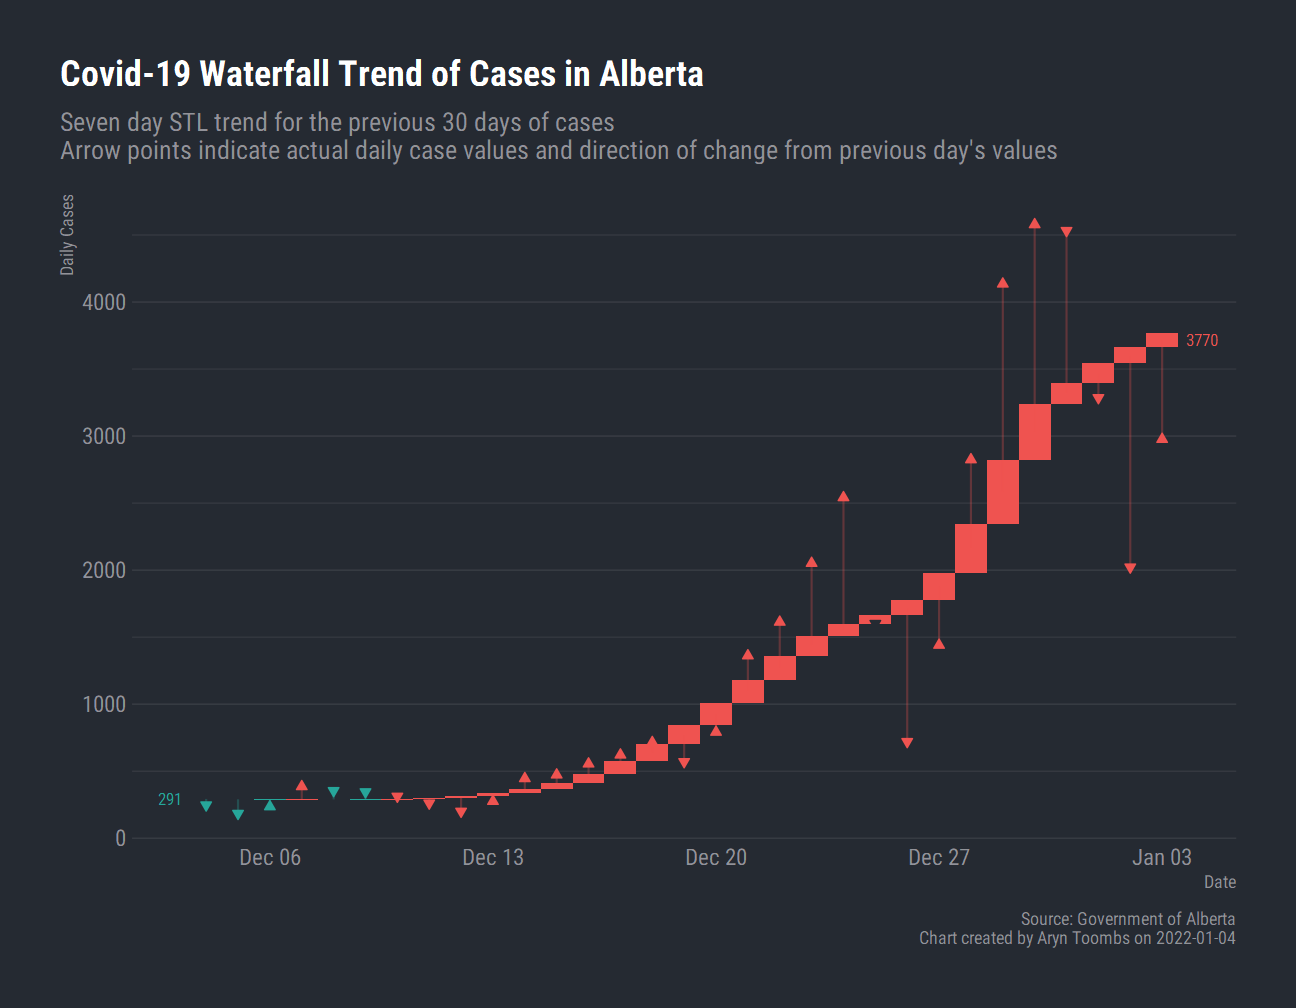 Covid-19 Waterfall Trend of Cases in Alberta
Seven day STL trend for the previous 30 days of cases
Arrow points indicate actual daily case values and direction of change from previous day's values
Daily Cases
4000
3000
2000
1000
0
291
3770
Dec 06
Dec 13
Dec 20
Dec 27
Jan 03
Date
Source: Government of Alberta
Chart created by Aryn Toombs on 2022-01-04